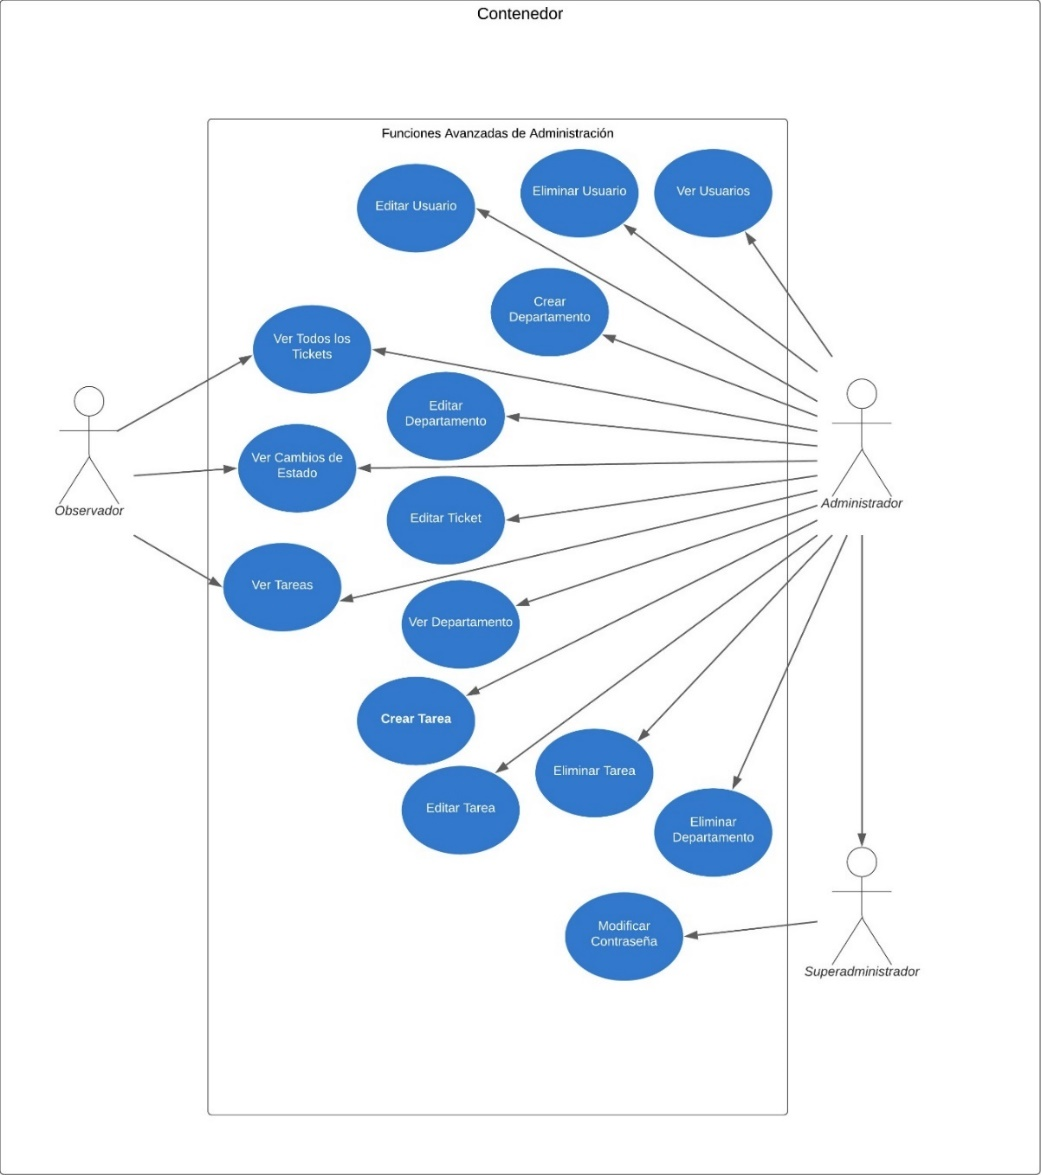 Contenedor
Funciones Avanzadas de Administración
Editar Usuario
Eliminar Usuario
Ver Usuarios
Crear
Departamento
Ver Todos los
Tickets
Editar
Departamento
Ver Cambios de
Estado
Editar Ticket
Observador
Administrador
Ver Tareas
Ver Departamento
Crear Tarea
Eliminar Tarea
Editar Tarea
Eliminar
Departamento
Modificar
Contraseña
Superadministrador